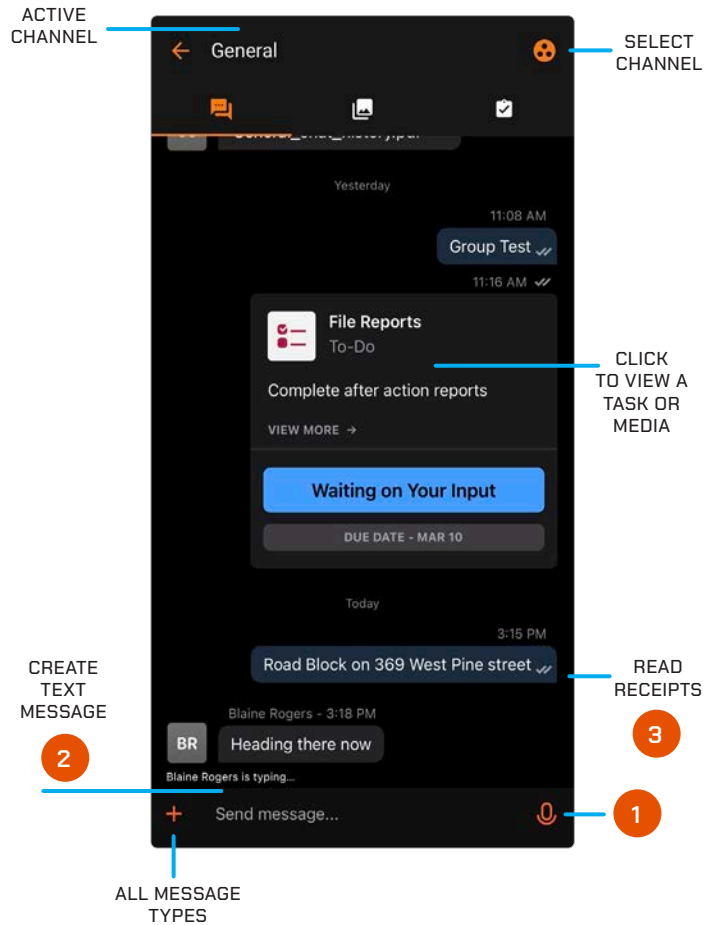 ACTIVE
CHANNEL
General
SELECT
CHANNEL
General_chat_history.pdf
Yesterday
11:08 AM
Group Test
11:16 AM
File Reports
To-Do
CLICK
TO VIEW A
TASK OR
MEDIA
Complete after action reports
VIEW MORE →
Waiting on Your Input
DUE DATE - MAR 10
Today
3:15 PM
Road Block on 369 West Pine street
READ
RECEIPTS
3
CREATE
TEXT
MESSAGE
2
Blaine Rogers - 3:18 PM
BR
Heading there now
Blaine Rogers is typing...
Send message...
1
ALL MESSAGE
TYPES